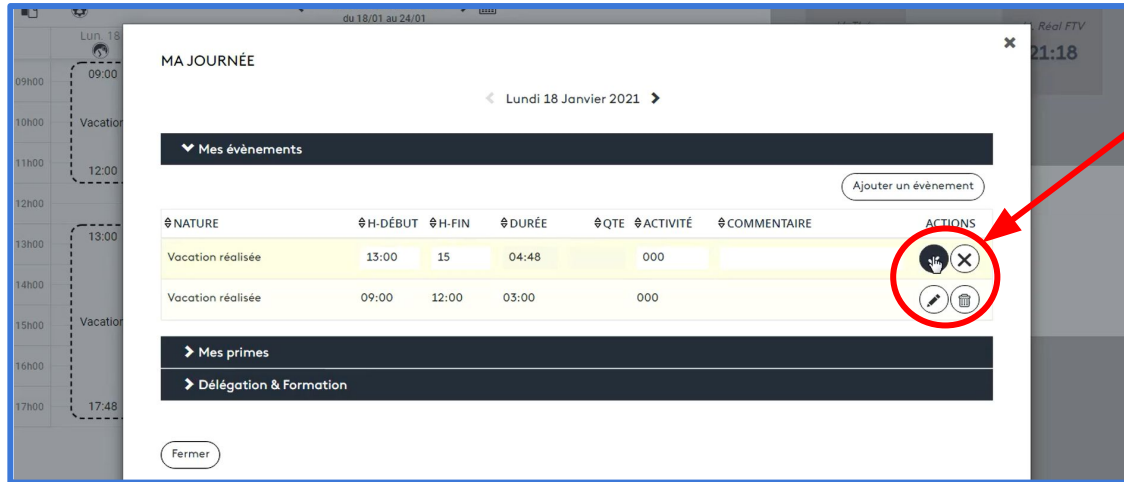 du 18/01 au 24/01
Lun. 18
Réal FTV
21:18
MA JOURNÉE
Lundi 18 Janvier 2021
Mes évènements
Ajouter un évènement
NATURE H-DÉBUT H-FIN DURÉE QTE ACTIVITÉ COMMENTAIRE ACTIONS
Vacation réalisée 13:00 15 04:48 000
Vacation réalisée 09:00 12:00 03:00 000
Mes primes
Délégation & Formation
Fermer
09h00 09:00
10h00 Vacation
11h00
12:00
12h00
13h00 13:00
14h00
15h00 Vacation
16h00
17h00 17:48